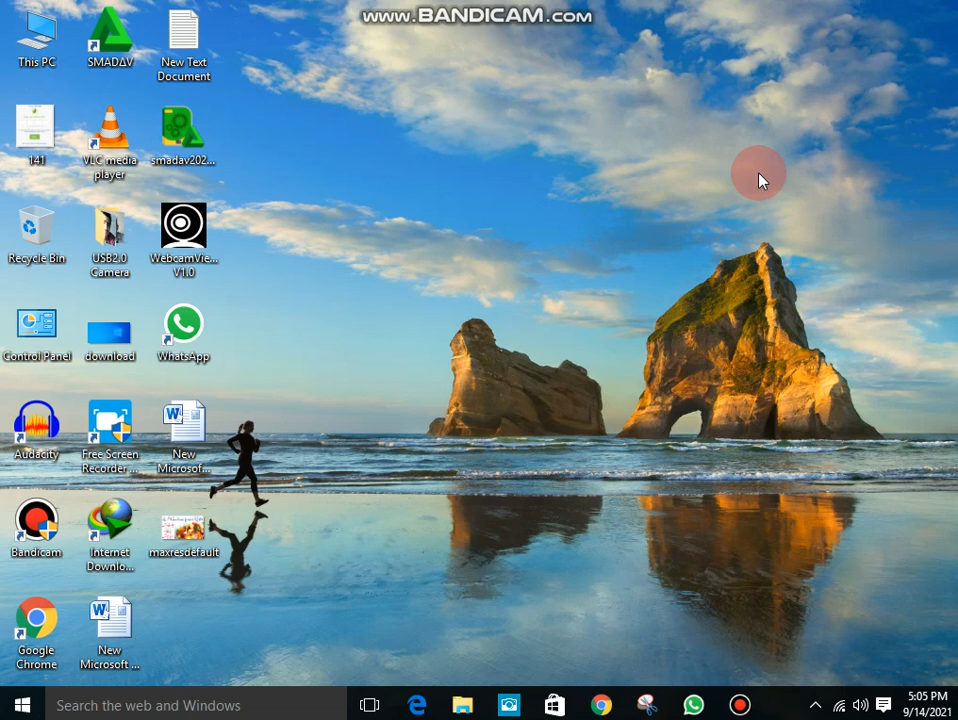 www.BANDICAM.com
This PC
SMADΔV
New Text
Document
141
VLC media
player
smadav202...
Recycle Bin
USB2.0
Camera
WebcamVie...
V1.0
Control Panel
download
WhatsApp
Audacity
Free Screen
Recorder ...
New
Microsof...
Bandicam
Internet
Downlo...
maxresdefault
Google
Chrome
New
Microsoft ...
Search the web and Windows
5:05 PM
9/14/2021